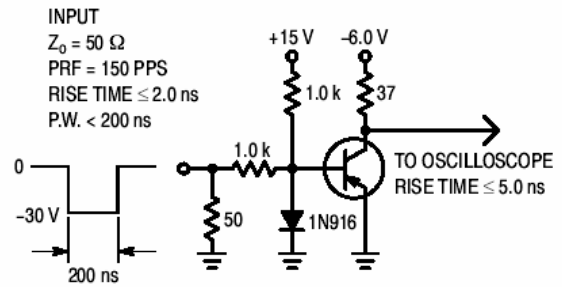 INPUT
Zo = 50 Ω
PRF = 150 PPS
RISE TIME ≤ 2.0 ns
P.W. < 200 ns
+15 V
−6.0 V
1.0 k
37
1.0 k
TO OSCILLOSCOPE
RISE TIME ≤ 5.0 ns
0
−30 V
50
1N916
200 ns